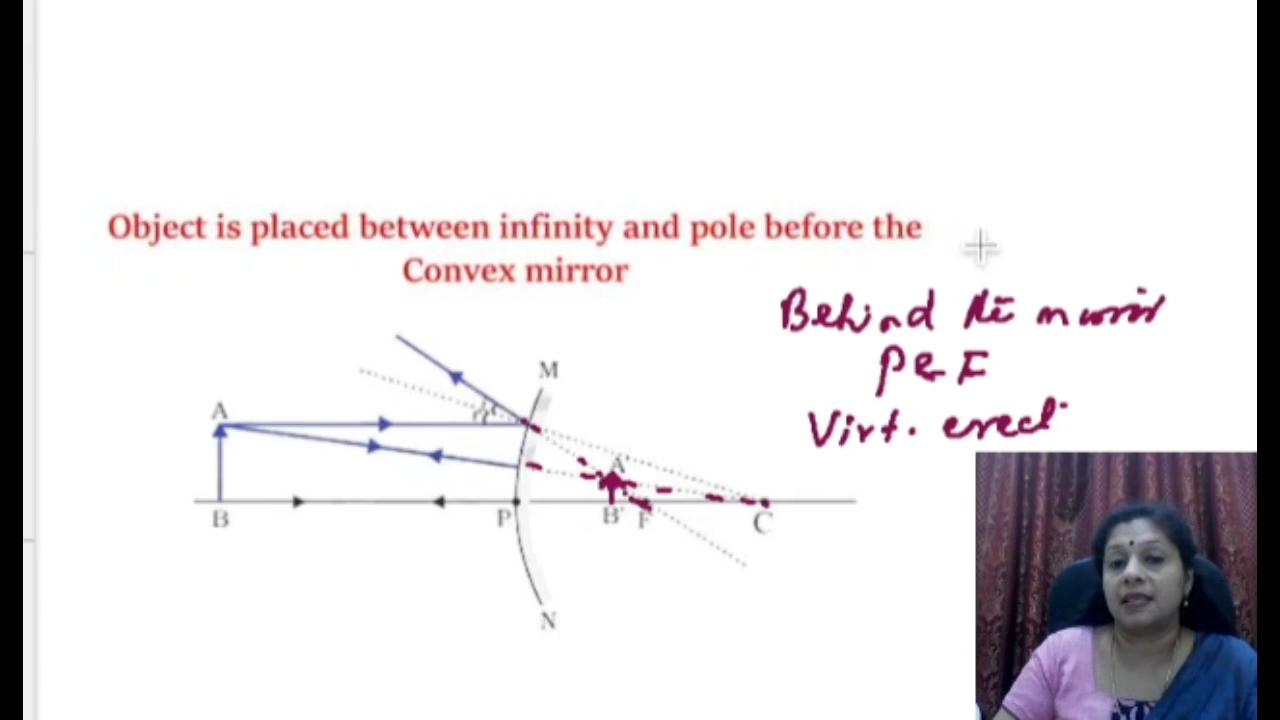 Object is placed between infinity and pole before the
Convex mirror
Behind the mirror
P & F
Virt. erect
M
A
A'
B
P
B'
F
C
N